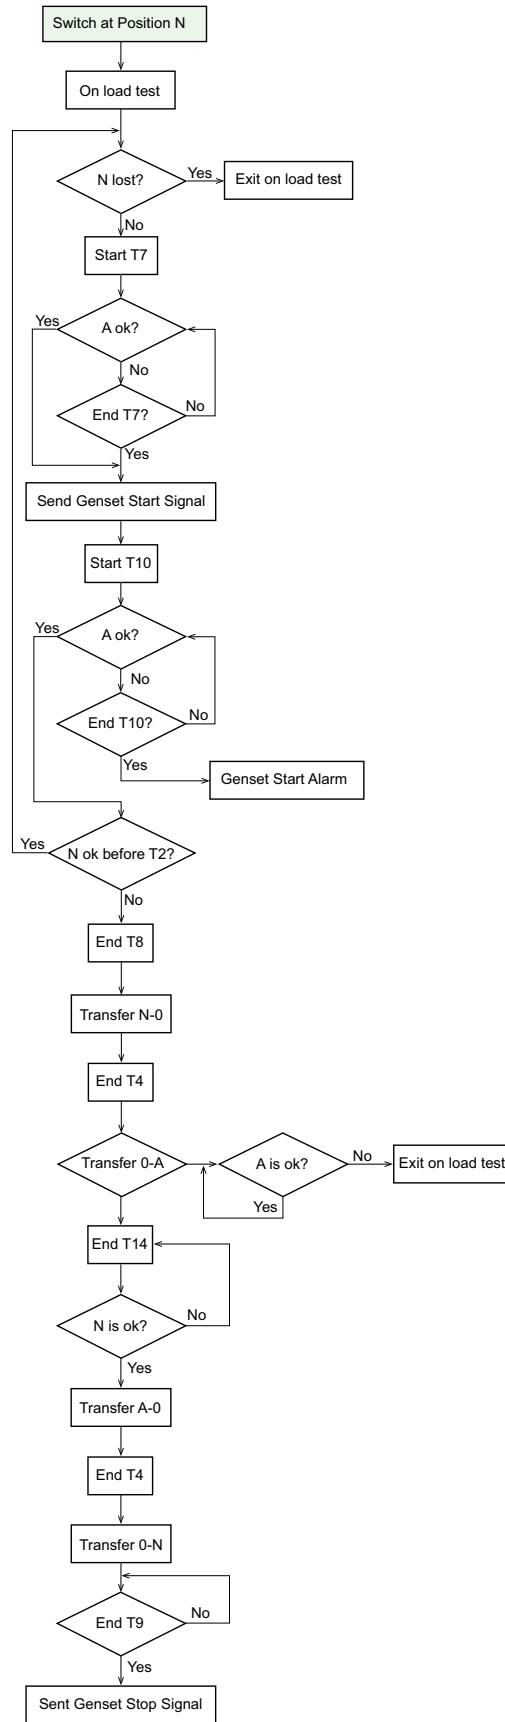 Switch at Position N
On load test
N lost?
Yes
Exit on load test
No
Start T7
Yes
A ok?
No
End T7?
No
Yes
Send Genset Start Signal
Start T10
Yes
A ok?
No
End T10?
No
Yes
Genset Start Alarm
Yes
N ok before T2?
No
End T8
Transfer N-0
End T4
Transfer 0-A
A is ok?
No
Exit on load test
Yes
End T14
N is ok?
No
Yes
Transfer A-0
End T4
Transfer 0-N
End T9
No
Yes
Sent Genset Stop Signal